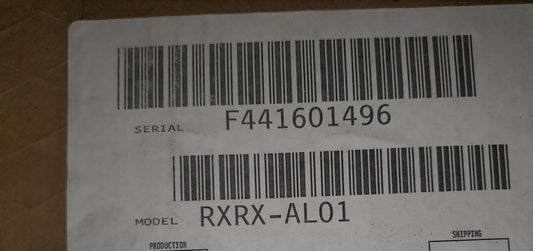 SERIAL F441601496
MODEL RXRX-AL01
PRODUCTION SHIPPING